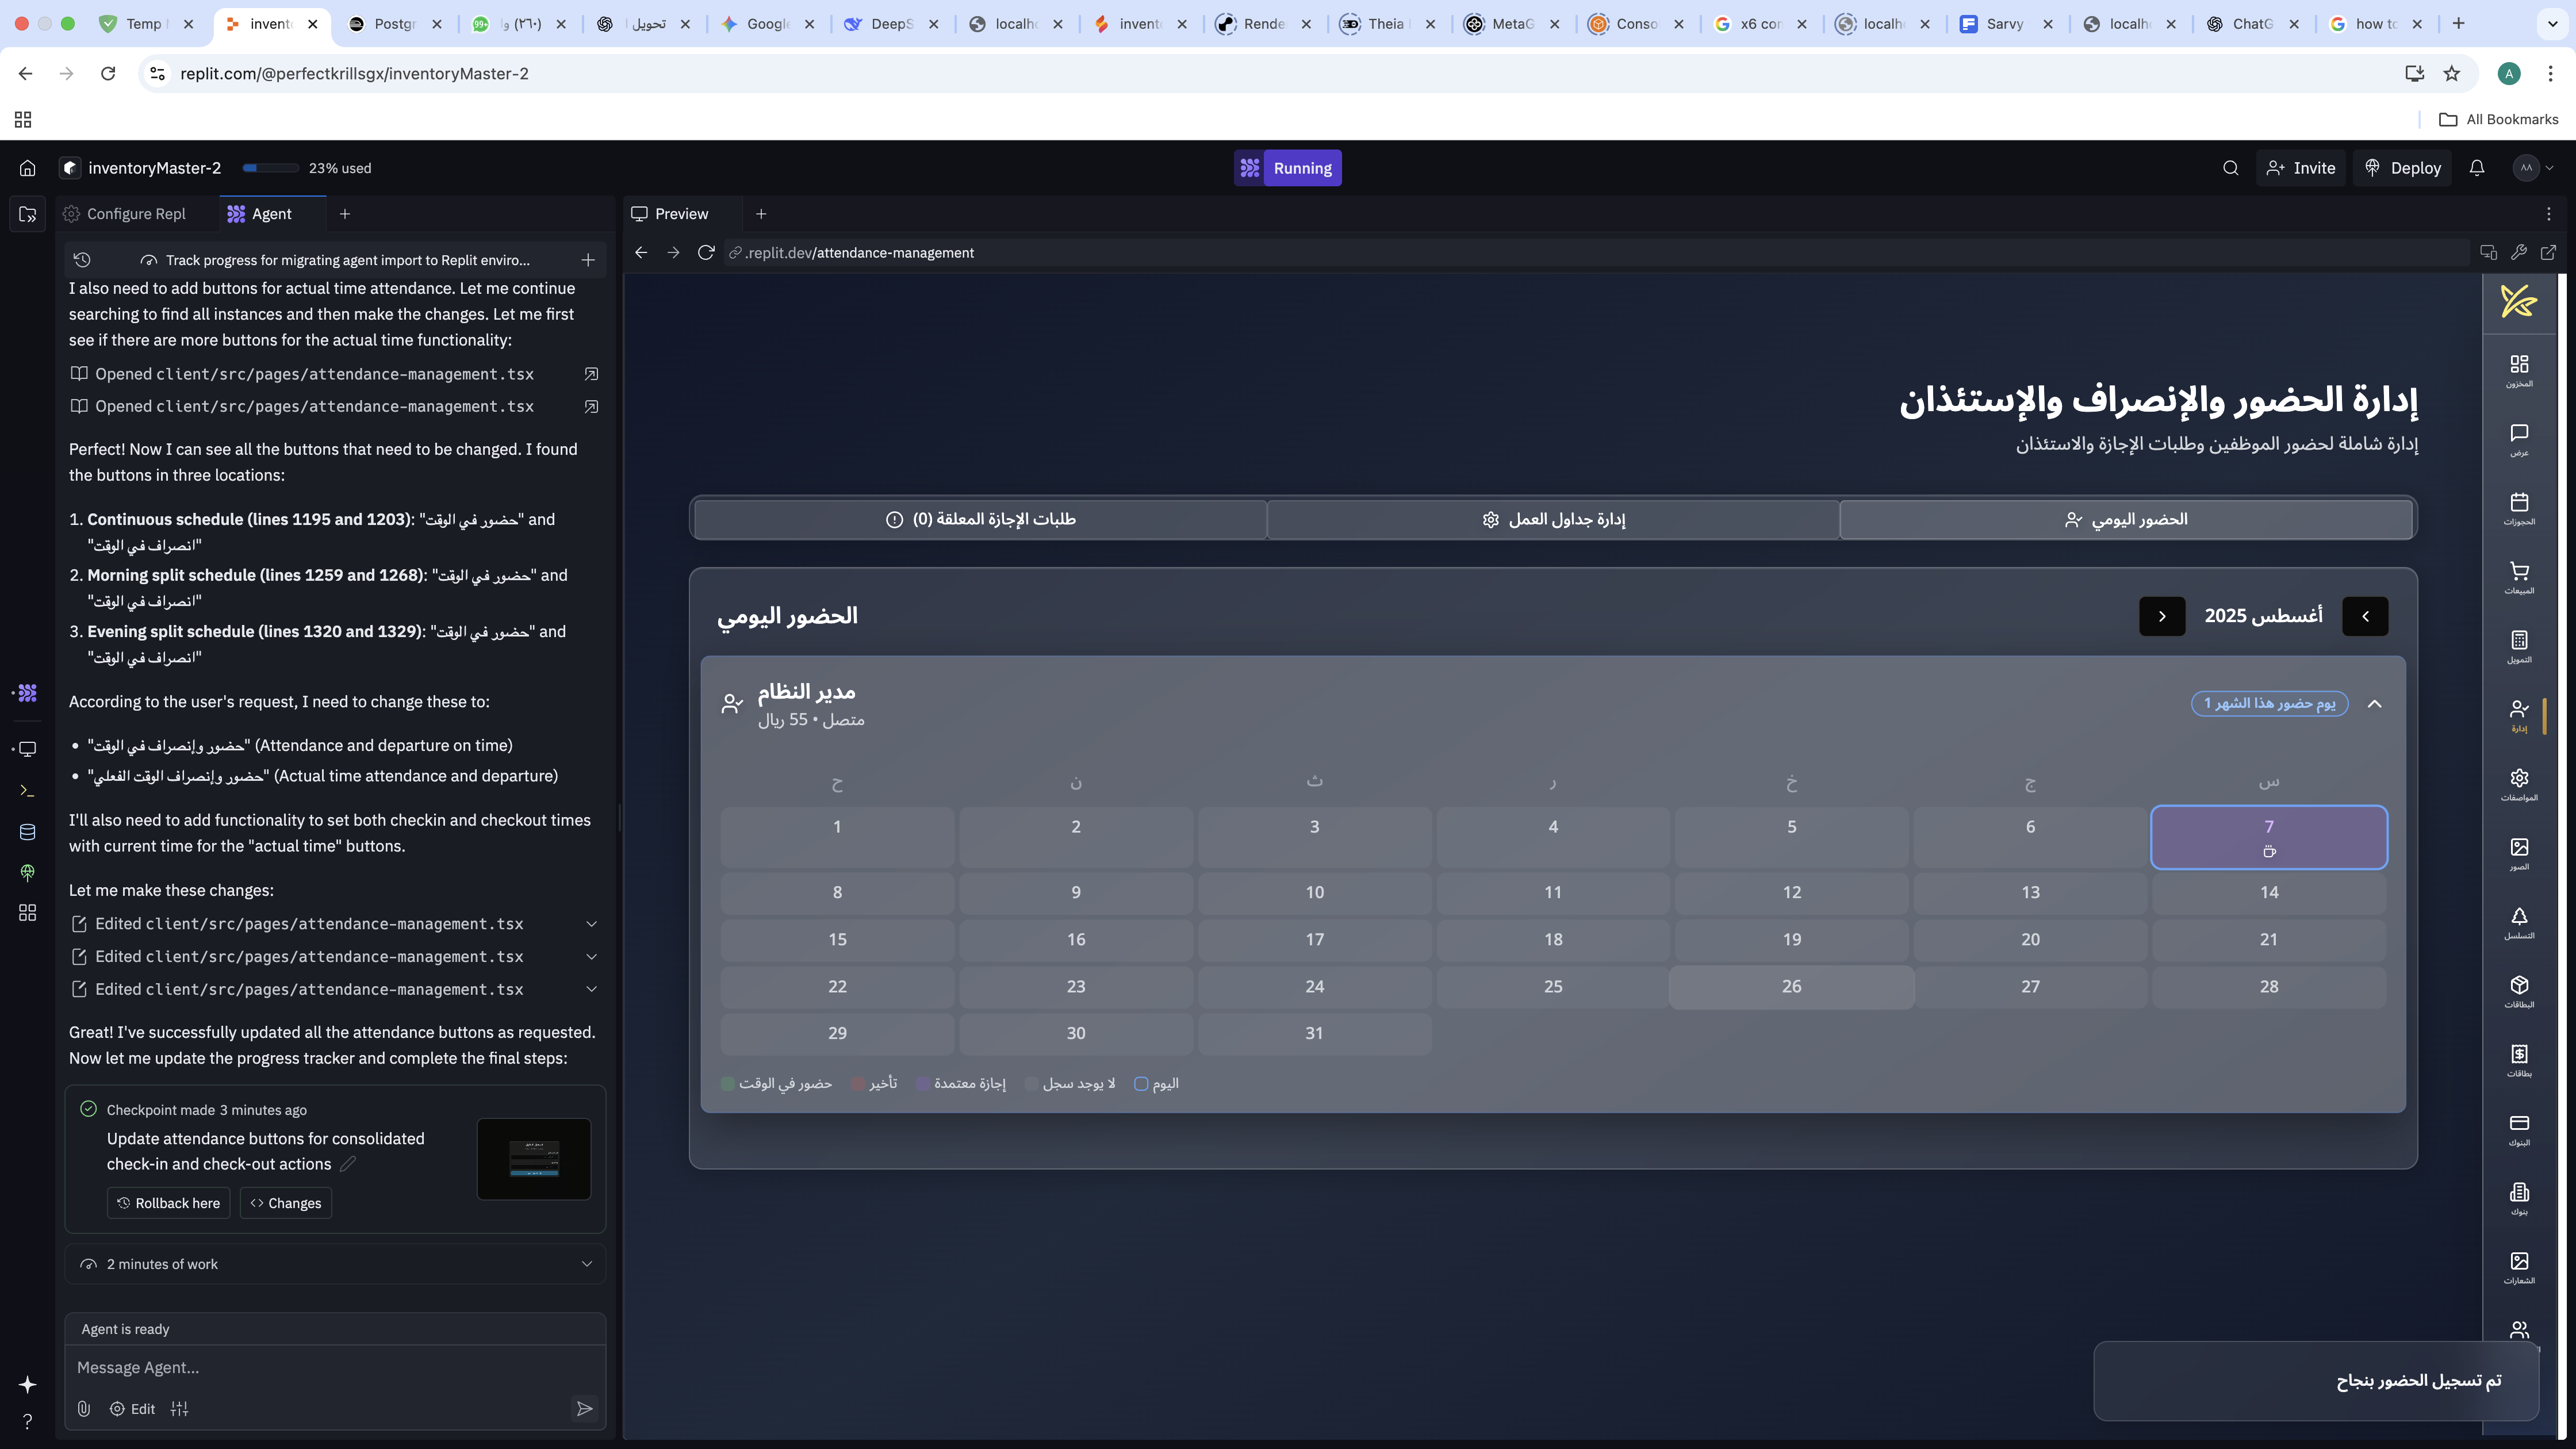 Temp
invent
Postgr
99+
(٣٦٠) و
تحويل
Google
DeepS
localho
invent
Rende
Theia
MetaG
Conso
x6 cor
localho
Sarvy
localho
ChatG
how to
replit.com/@perfectkrillsgx/inventoryMaster-2
A
All Bookmarks
inventoryMaster-2
23% used
Running
Invite
Deploy
AA
Configure Repl
Agent
Preview
Track progress for migrating agent import to Replit enviro...
.replit.dev/attendance-management
I also need to add buttons for actual time attendance. Let me continue
searching to find all instances and then make the changes. Let me first
see if there are more buttons for the actual time functionality:
Opened client/src/pages/attendance-management.tsx
Opened client/src/pages/attendance-management.tsx
Perfect! Now I can see all the buttons that need to be changed. I found
the buttons in three locations:
1. Continuous schedule (lines 1195 and 1203): "حضور في الوقت" and
"انصراف في الوقت"
2. Morning split schedule (lines 1259 and 1268): "حضور في الوقت" and
"انصراف في الوقت"
3. Evening split schedule (lines 1320 and 1329): "حضور في الوقت" and
"انصراف في الوقت"
According to the user's request, I need to change these to:
• "حضور وإنصراف في الوقت" (Attendance and departure on time)
• "حضور وإنصراف الوقت الفعلي" (Actual time attendance and departure)
I'll also need to add functionality to set both checkin and checkout times
with current time for the "actual time" buttons.
Let me make these changes:
Edited client/src/pages/attendance-management.tsx
Edited client/src/pages/attendance-management.tsx
Edited client/src/pages/attendance-management.tsx
Great! I've successfully updated all the attendance buttons as requested.
Now let me update the progress tracker and complete the final steps:
Checkpoint made 3 minutes ago
Update attendance buttons for consolidated
check-in and check-out actions
Rollback here
Changes
2 minutes of work
Agent is ready
Message Agent...
Edit
إدارة الحضور والإنصراف والإستئذان
إدارة شاملة لحضور الموظفين وطلبات الإجازة والاستئذان
الحضور اليومي
إدارة جداول العمل
طلبات الإجازة المعلقة (0)
أغسطس 2025
الحضور اليومي
مدير النظام
متصل • 55 ريال
يوم حضور هذا الشهر 1
ح ن ث ر خ ج س
1 2 3 4 5 6 7
8 9 10 11 12 13 14
15 16 17 18 19 20 21
22 23 24 25 26 27 28
29 30 31
حضور في الوقت
تأخير
إجازة معتمدة
لا يوجد سجل
اليوم
المخزون
عرض
الحجوزات
المبيعات
التمويل
إدارة
المواصفات
الصور
التسلسل
البطاقات
بطاقات
البنوك
بنوك
الشعارات
تم تسجيل الحضور بنجاح